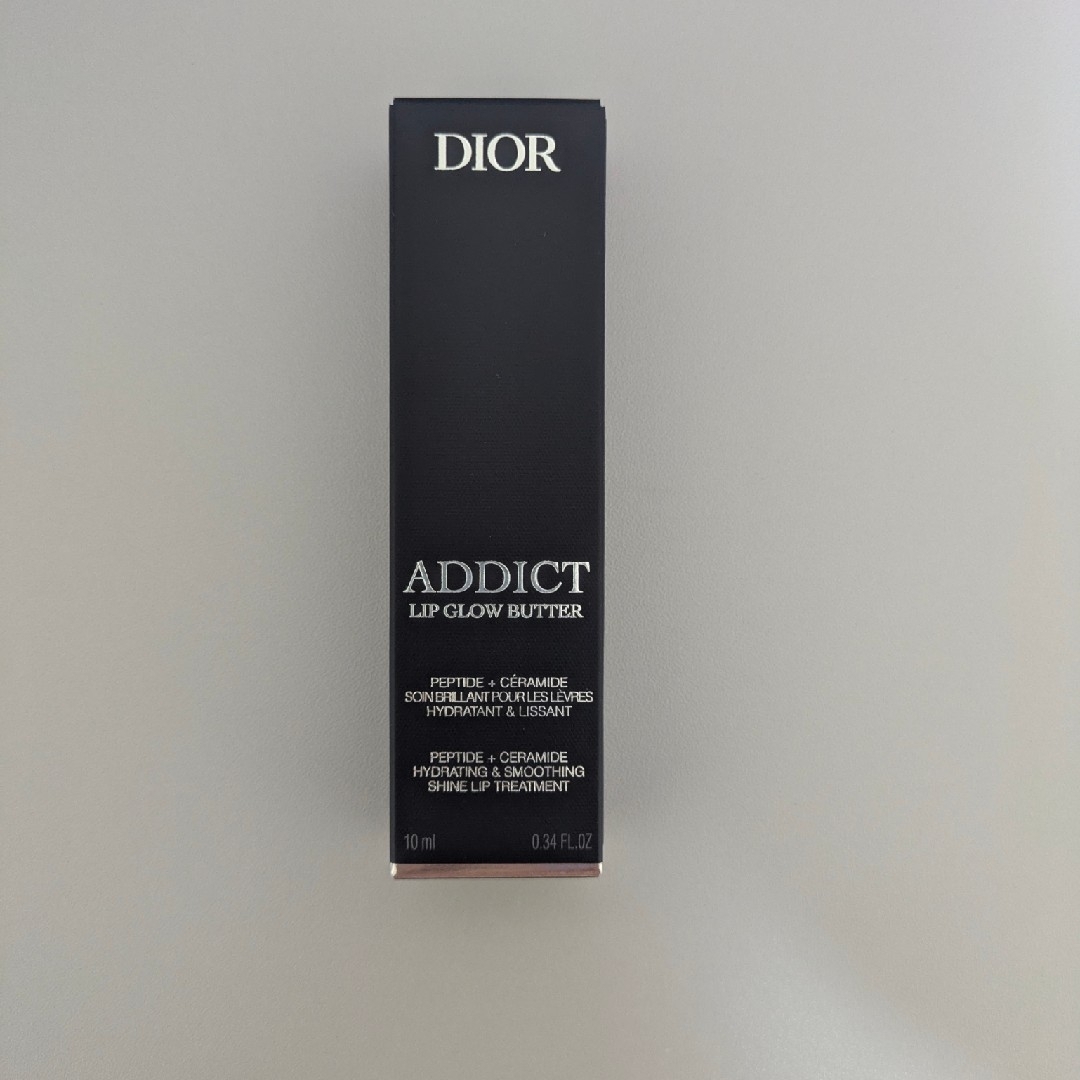 DIOR
ADDICT
LIP GLOW BUTTER
PEPTIDE + CÉRAMIDE
SOIN BRILLANT POUR LES LÈVRES
HYDRATANT & LISSANT
PEPTIDE + CERAMIDE
HYDRATING & SMOOTHING
SHINE LIP TREATMENT
10 ml 0.34 FL.OZ